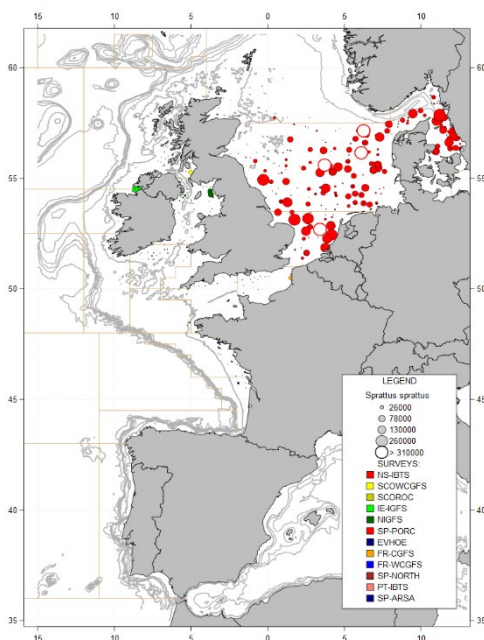 15 10 5 0 5 10
60
55
50
45
40
35
60
55
50
45
40
35
LEGEND
Sprattus sprattus
26000
78000
130000
260000
> 310000
SURVEYS:
NS-IBTS
SCOWCGFS
SCOROC
IE-IGFS
NIGFS
SP-PORC
EVHOE
FR-CGFS
FR-WCGFS
SP-NORTH
PT-IBTS
SP-ARSA
15 10 5 0 5 10